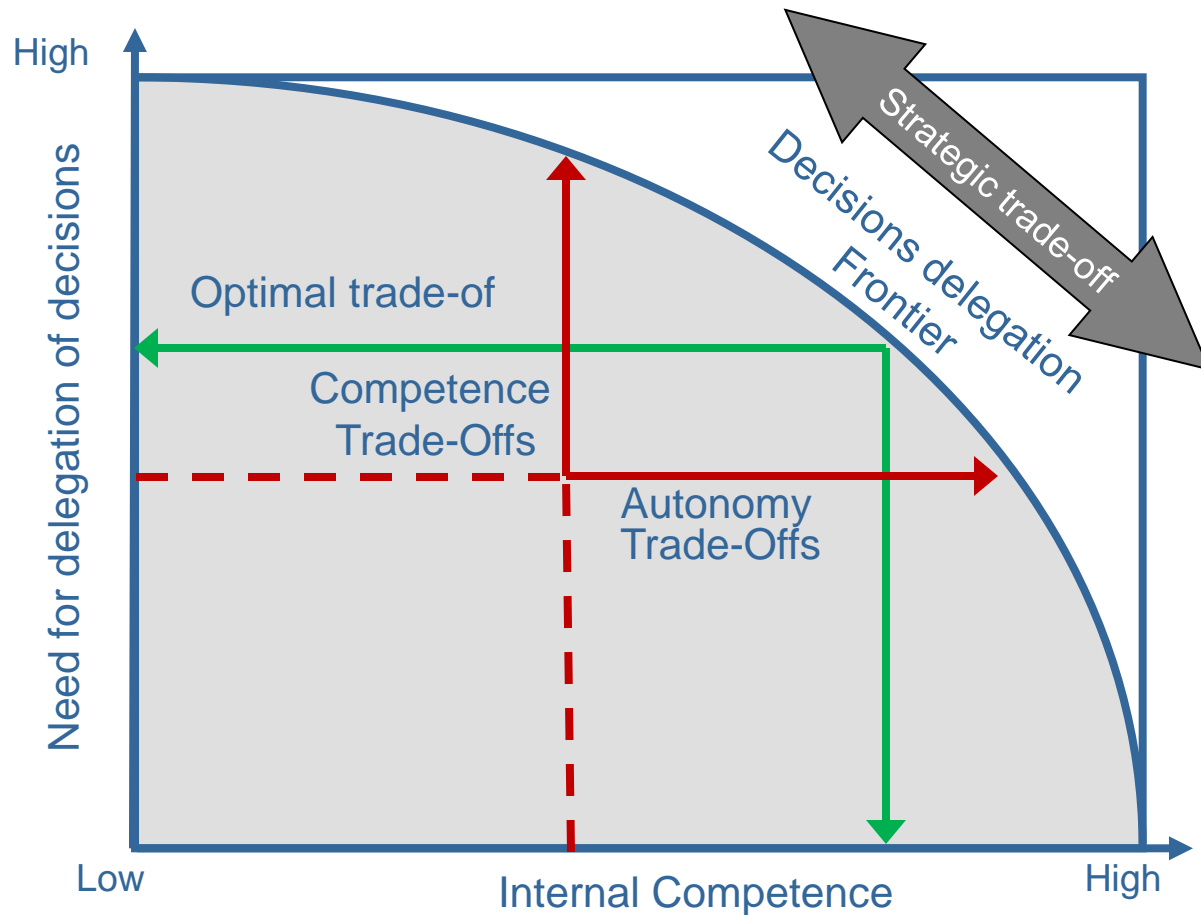 High
Need for delegation of decisions
Strategic trade-off
Decisions delegation
Frontier
Optimal trade-of
Competence
Trade-Offs
Autonomy
Trade-Offs
Low
Internal Competence
High